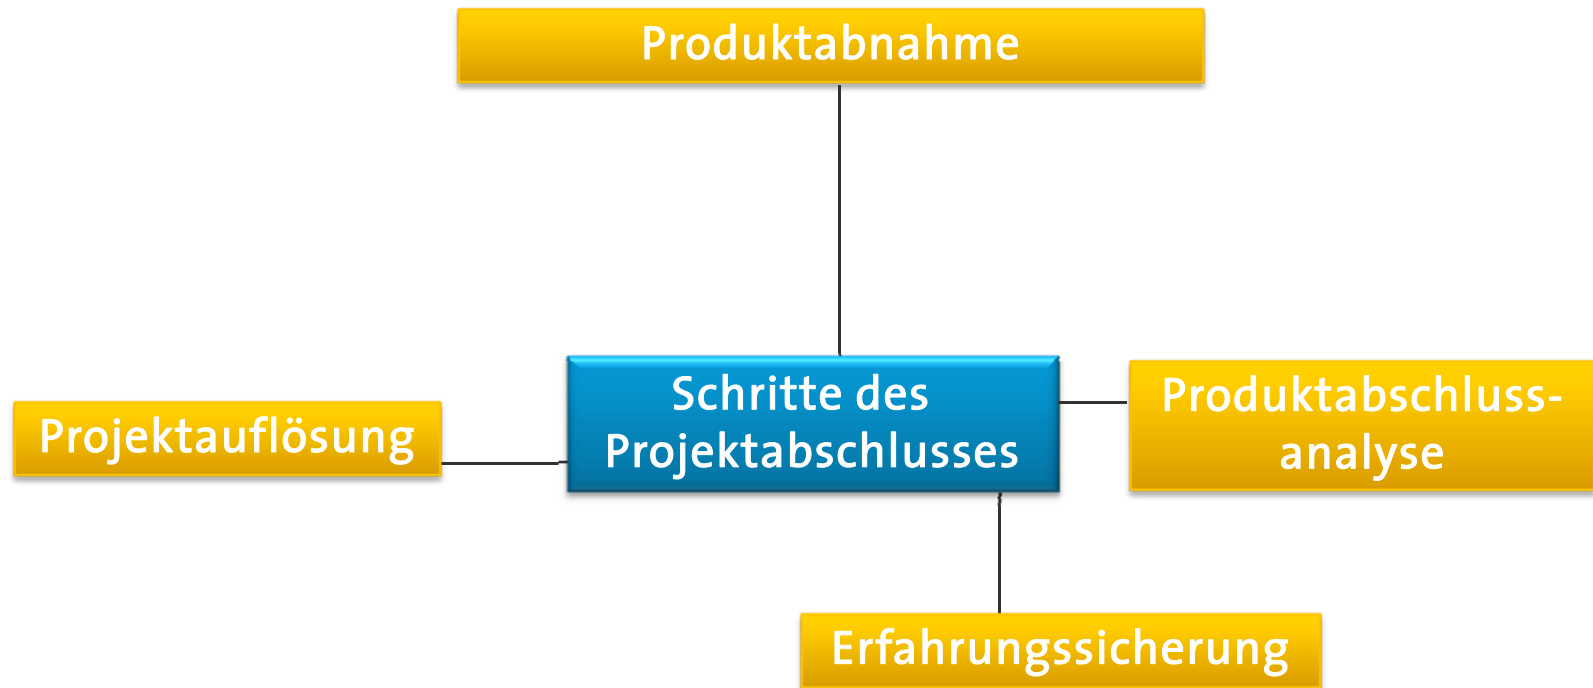 Produktabnahme
Schritte des
Projektabschlusses
Produktabschluss-
analyse
Projektauflösung
Erfahrungssicherung